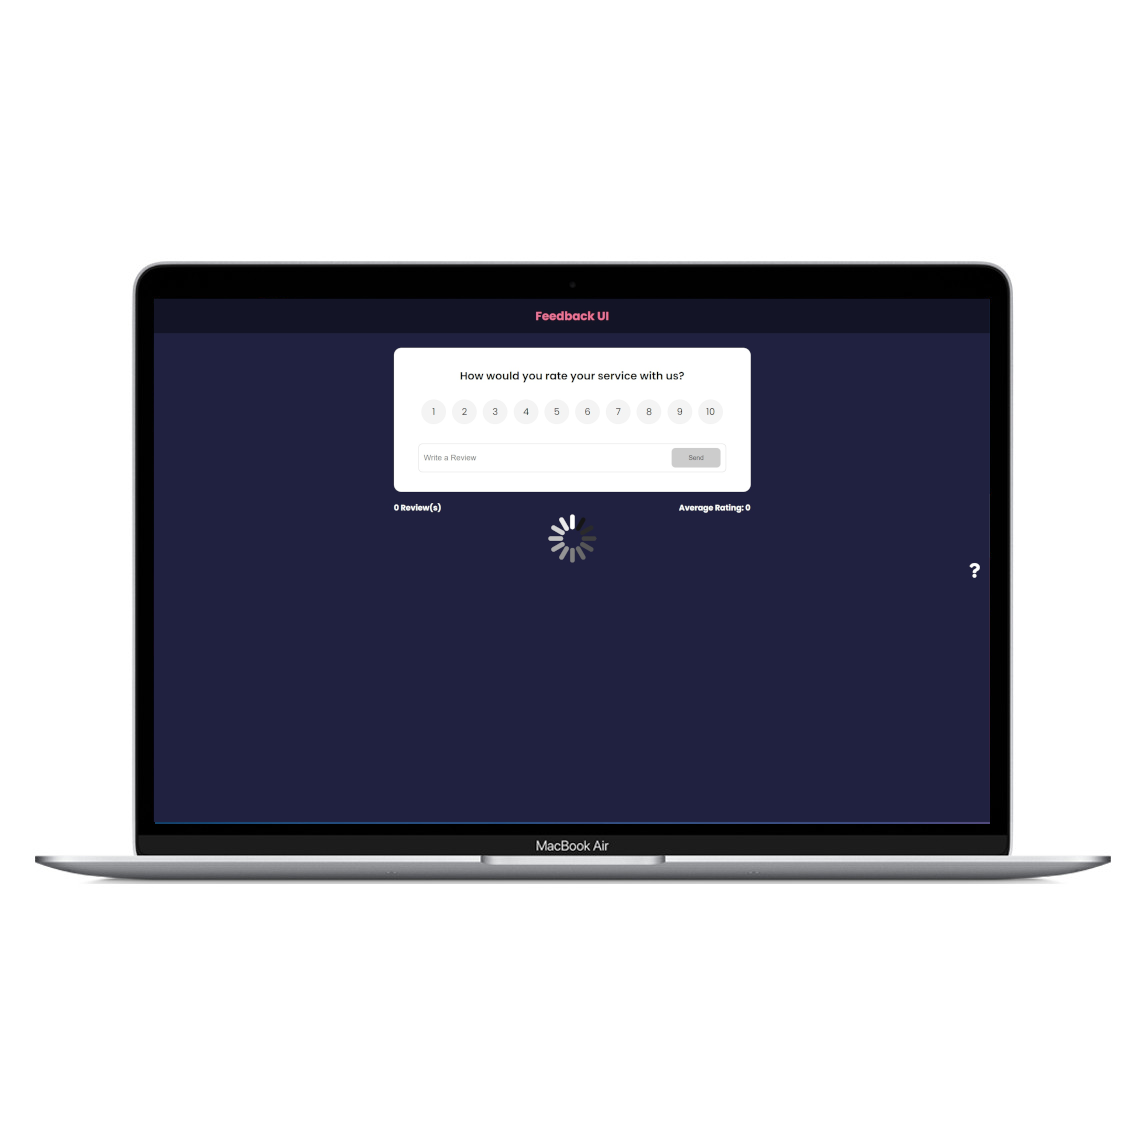 Feedback UI
How would you rate your service with us?
1 2 3 4 5 6 7 8 9 10
Write a Review Send
0 Review(s) Average Rating: 0
?
MacBook Air